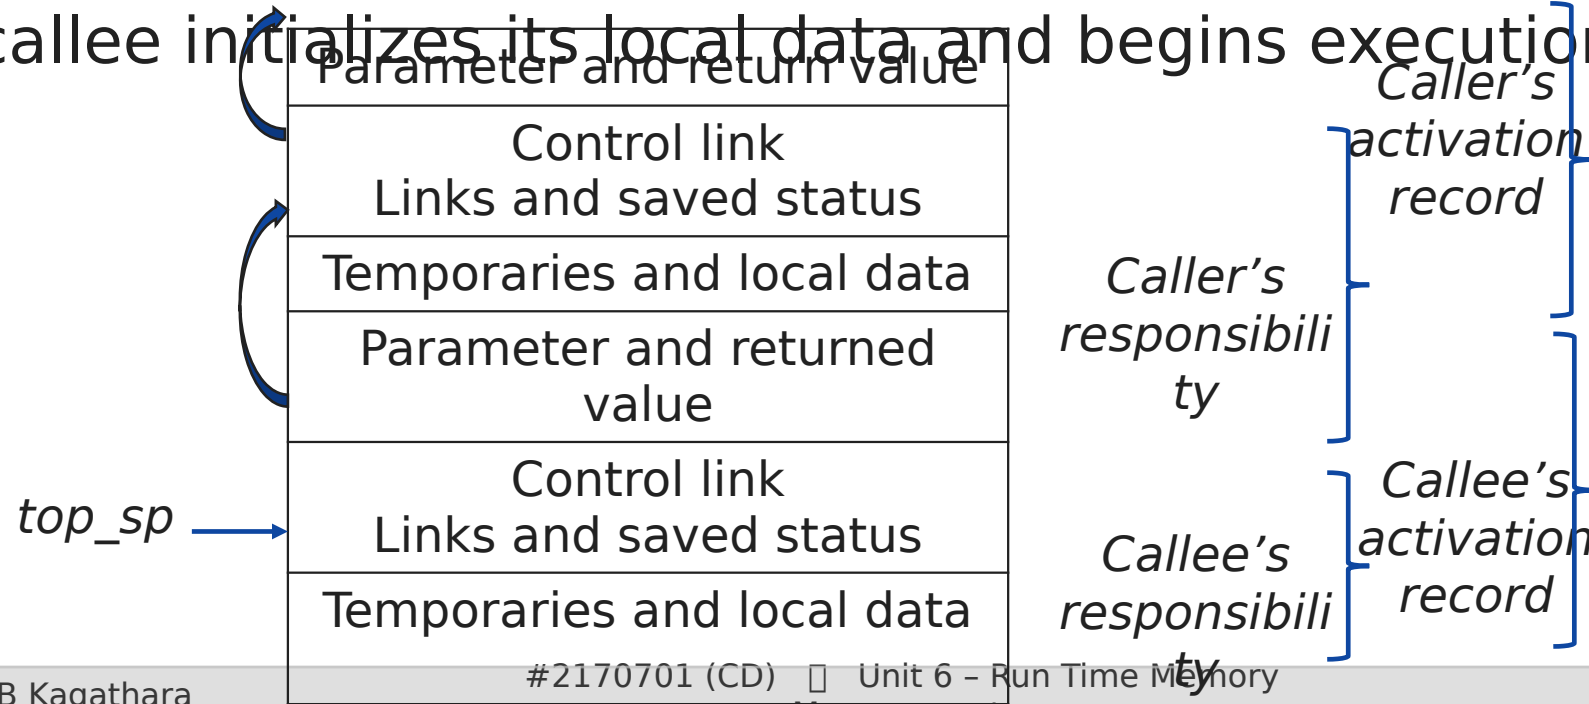 callee initializes its local data and begins execution
Parameter and return value
Control link
Links and saved status
Temporaries and local data
Parameter and returned
value
Control link
Links and saved status
Temporaries and local data
top_sp
Caller’s
responsibili
ty
Callee’s
responsibili
ty
Caller’s
activation
record
Callee’s
activation
record
B Kagathara
#2170701 (CD) Unit 6 – Run Time Memory